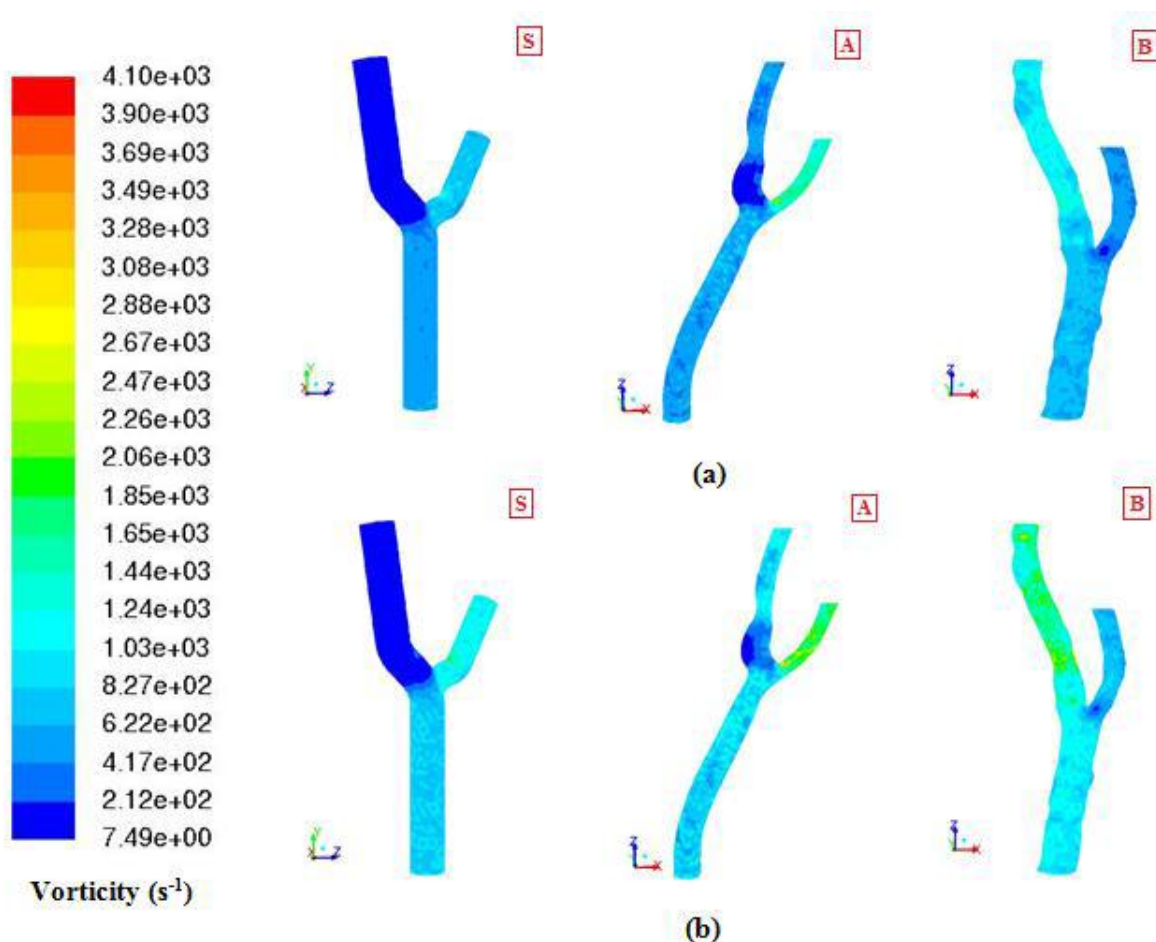 S
A
B
4.10e+03
3.90e+03
3.69e+03
3.49e+03
3.28e+03
3.08e+03
2.88e+03
2.67e+03
2.47e+03
2.26e+03
2.06e+03
1.85e+03
1.65e+03
1.44e+03
1.24e+03
1.03e+03
8.27e+02
6.22e+02
4.17e+02
2.12e+02
7.49e+00
Vorticity (s⁻¹)
Y
X Z
Z
X
Z
X
(a)
S
A
B
Y
X Z
Z
X
Z
X
(b)